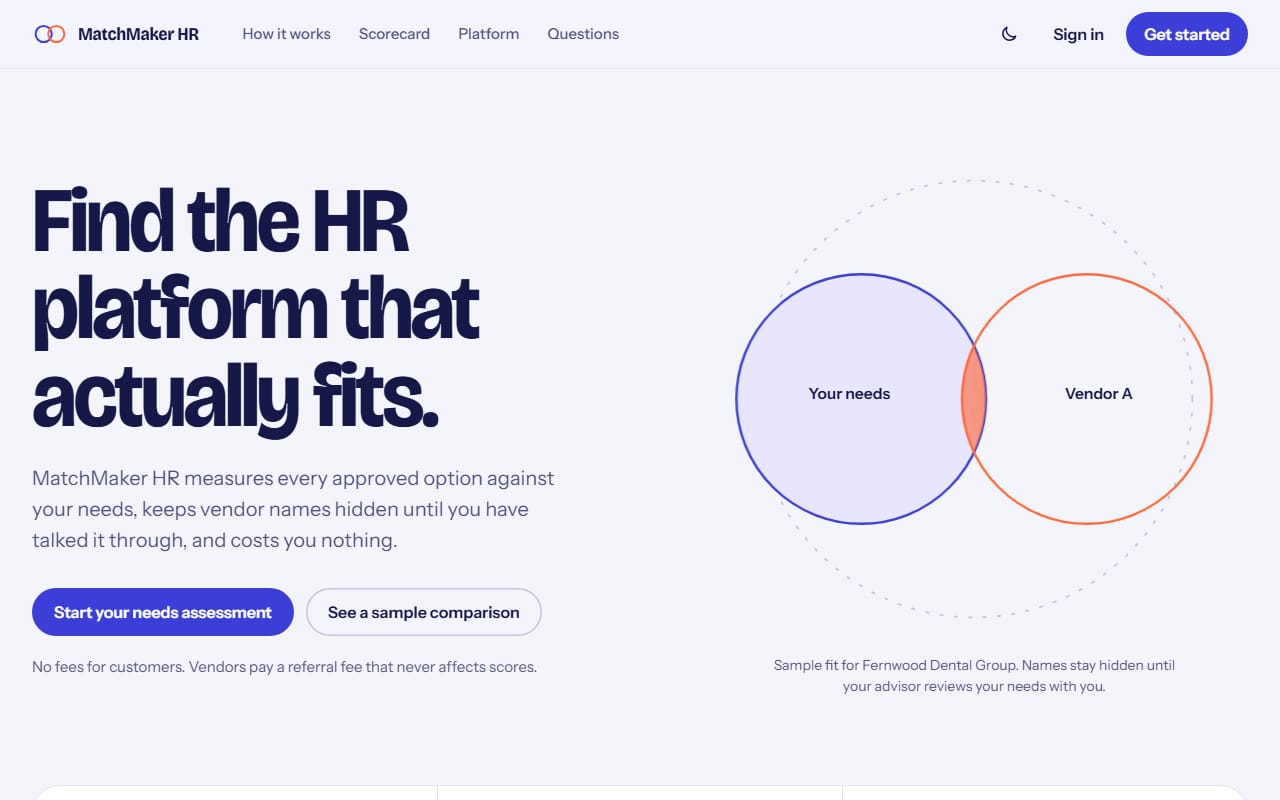 MatchMaker HR
How it works
Scorecard
Platform
Questions
Sign in
Get started
Find the HR
platform that
actually fits.
MatchMaker HR measures every approved option against
your needs, keeps vendor names hidden until you have
talked it through, and costs you nothing.
Start your needs assessment
See a sample comparison
No fees for customers. Vendors pay a referral fee that never affects scores.
Your needs
Vendor A
Sample fit for Fernwood Dental Group. Names stay hidden until
your advisor reviews your needs with you.